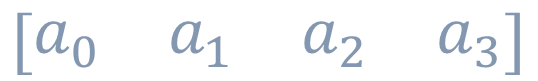 [a₀ a₁ a₂ a₃]